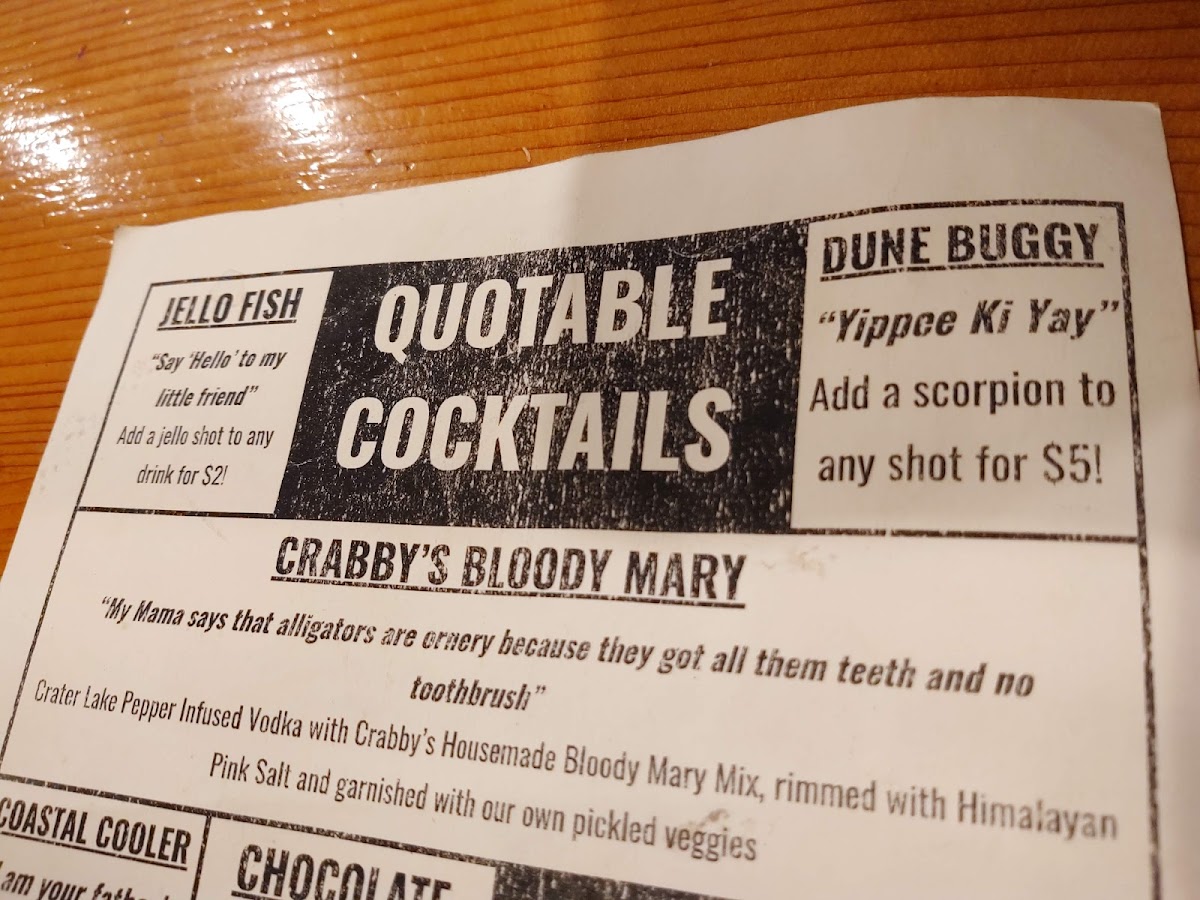 JELLO FISH
"Say 'Hello' to my
little friend"
Add a jello shot to any
drink for $2!
QUOTABLE
COCKTAILS
DUNE BUGGY
"Yippee Ki Yay"
Add a scorpion to
any shot for $5!
CRABBY'S BLOODY MARY
"My Mama says that alligators are ornery because they got all them teeth and no
toothbrush"
Crater Lake Pepper Infused Vodka with Crabby's Housemade Bloody Mary Mix, rimmed with Himalayan
Pink Salt and garnished with our own pickled veggies
COASTAL COOLER
am your father
CHOCOLATE